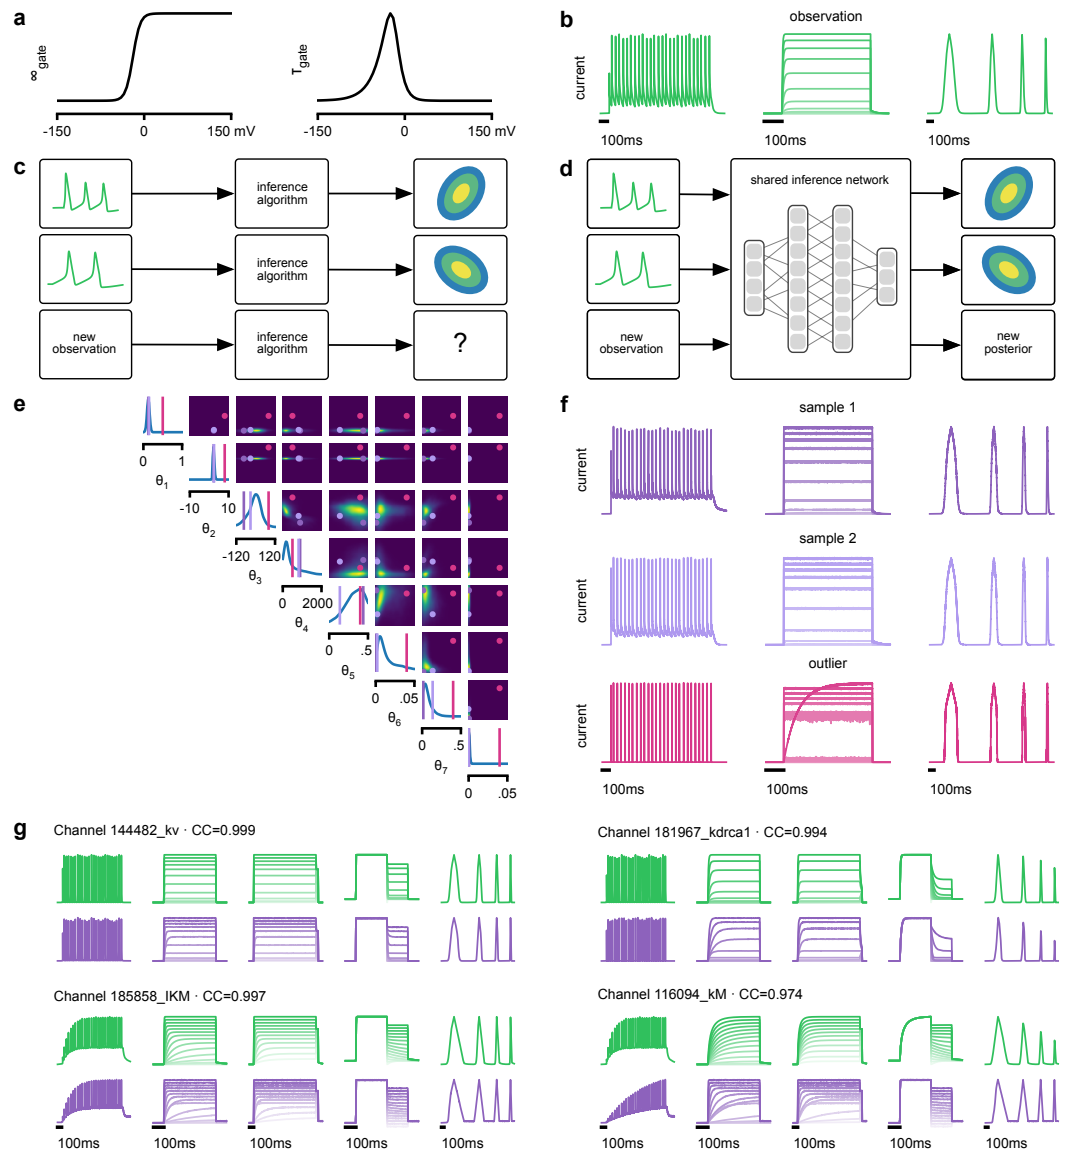 a
∞gate
-150 0 150 mV
τgate
-150 0 150 mV
b
observation
current
100ms 100ms 100ms
c
inference
algorithm
inference
algorithm
new
observation
inference
algorithm
?
d
shared inference network
new
observation
new
posterior
e
0 1
θ1
-10 10
θ2
-120 120
θ3
0 2000
θ4
0 .5
θ5
0 .05
θ6
0 .5
θ7
0 .05
f
sample 1
current
sample 2
current
outlier
current
100ms 100ms 100ms
g
Channel 144482_kv · CC=0.999
Channel 181967_kdrca1 · CC=0.994
Channel 185858_IKM · CC=0.997
Channel 116094_kM · CC=0.974
100ms 100ms 100ms 100ms 100ms
100ms 100ms 100ms 100ms 100ms